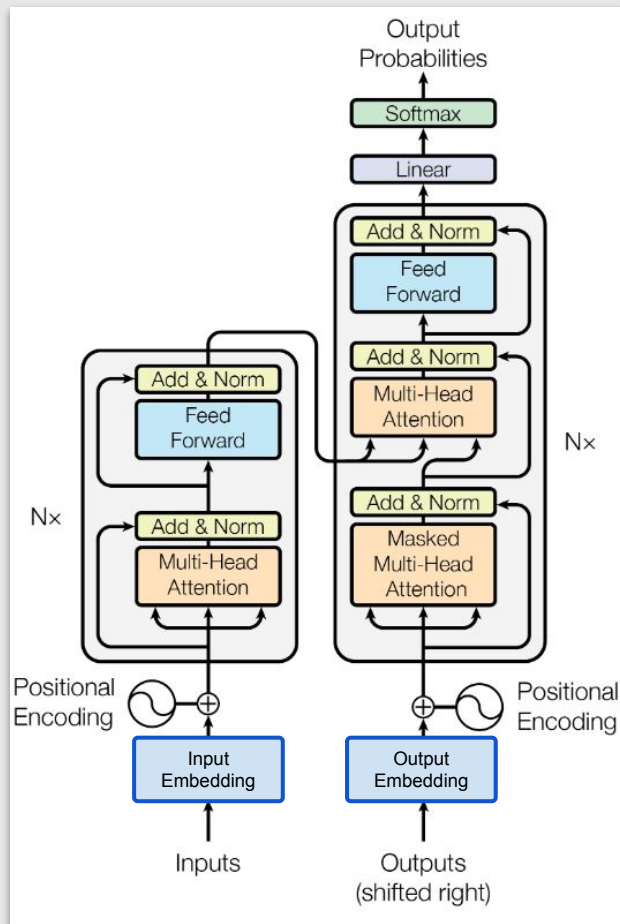 Output
Probabilities
Softmax
Linear
Add & Norm
Feed
Forward
Add & Norm
Multi-Head
Attention
Add & Norm
Masked
Multi-Head
Attention
Nx
Add & Norm
Feed
Forward
Add & Norm
Multi-Head
Attention
Nx
Positional
Encoding
Positional
Encoding
Input
Embedding
Output
Embedding
Inputs
Outputs
(shifted right)